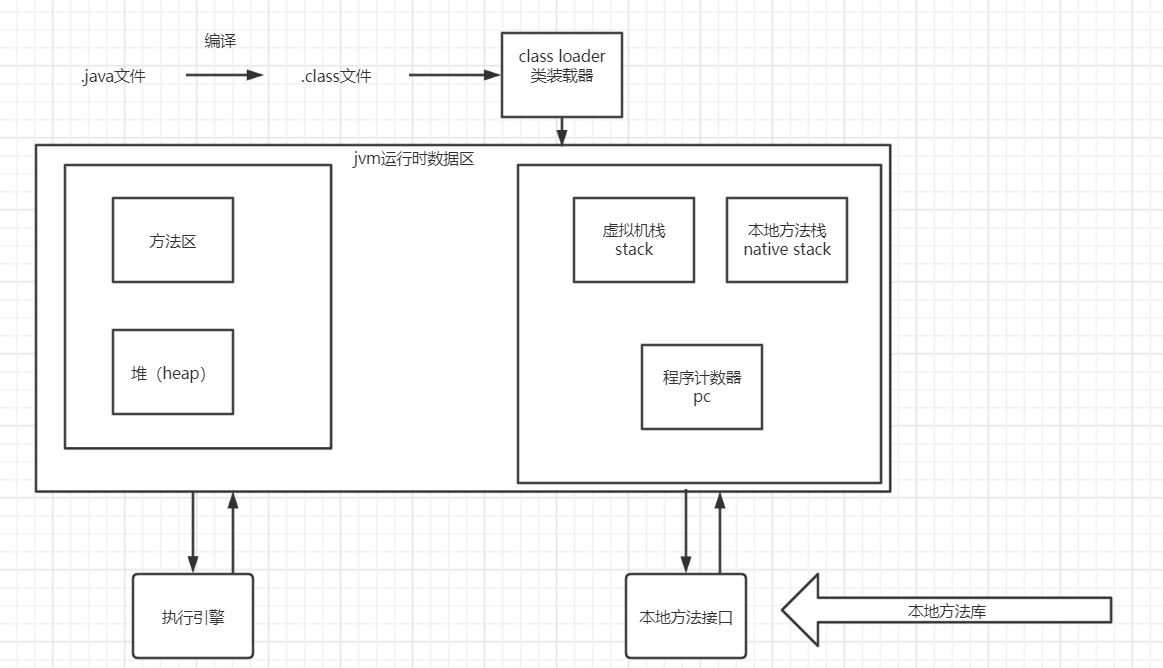 编译
.java文件
.class文件
class loader
类装载器
jvm运行时数据区
方法区
堆（heap）
虚拟机栈
stack
本地方法栈
native stack
程序计数器
pc
执行引擎
本地方法接口
本地方法库